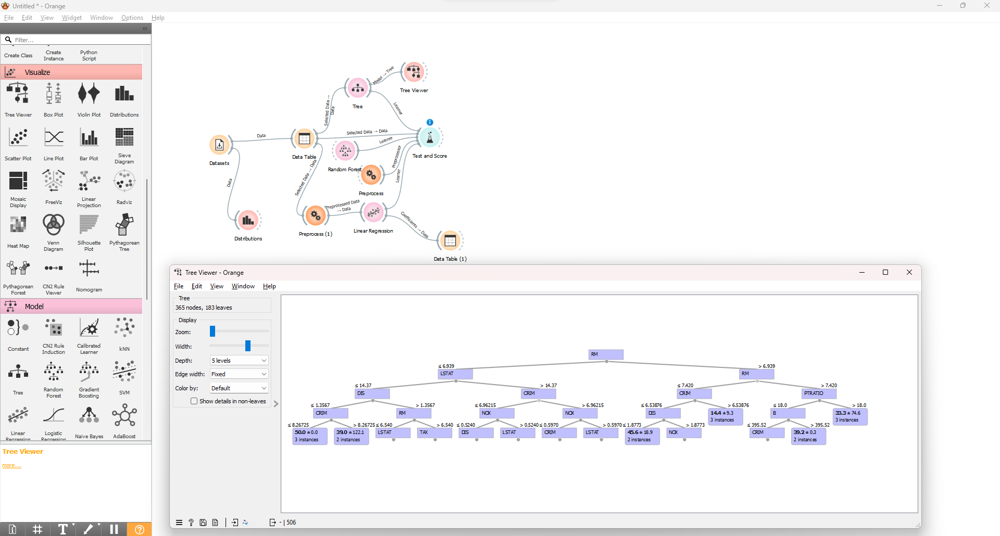 Untitled * - Orange
File Edit View Widget Window Options Help
Filter...
Create Class
Create Instance
Python Script
Visualize
Tree Viewer
Box Plot
Violin Plot
Distributions
Scatter Plot
Line Plot
Bar Plot
Sieve Diagram
Mosaic Display
FreeViz
Linear Projection
Radviz
Heat Map
Venn Diagram
Silhouette Plot
Pythagorean Tree
Pythagorean Forest
CN2 Rule Viewer
Nomogram
Model
Constant
CN2 Rule Induction
Calibrated Learner
kNN
Tree
Random Forest
Gradient Boosting
SVM
Linear Regression
Logistic Regression
Naive Bayes
AdaBoost
Tree Viewer
more...
Model → Tree
Tree Viewer
Tree
Selected Data → Data
Learner
Data
Selected Data → Data
Learner
Datasets
Data Table
Random Forest
Test and Score
Preprocessor
Learner
Preprocess
Data
Selected Data → Data
Preprocessed Data → Data
Coefficients → Data
Distributions
Preprocess (1)
Linear Regression
Data Table (1)
Tree Viewer - Orange
File Edit View Window Help
Tree
365 nodes, 183 leaves
Display
Zoom:
Width:
Depth: 5 levels
Edge width: Fixed
Color by: Default
Show details in non-leaves
RM
≤ 6.939 > 6.939
LSTAT RM
≤ 14.37 > 14.37 ≤ 7.420 > 7.420
DIS CRIM CRIM PTRATIO
≤ 1.3567 > 1.3567 ≤ 6.96215 > 6.96215 ≤ 6.53876 > 6.53876 ≤ 18.0 > 18.0
CRIM RM NOX NOX DIS 14.4 ± 9.3 B 33.3 ± 74.6
3 instances 3 instances
≤ 8.26725 > 8.26725 ≤ 6.540 > 6.540 ≤ 0.5240 > 0.5240 ≤ 0.5970 > 0.5970 ≤ 1.8773 > 1.8773 ≤ 395.52 > 395.52
50.0 ± 0.0 39.0 ± 122.1 LSTAT TAX DIS LSTAT CRIM LSTAT 45.6 ± 18.9 NOX CRIM 39.2 ± 0.3
3 instances 2 instances 2 instances 2 instances
- | 506